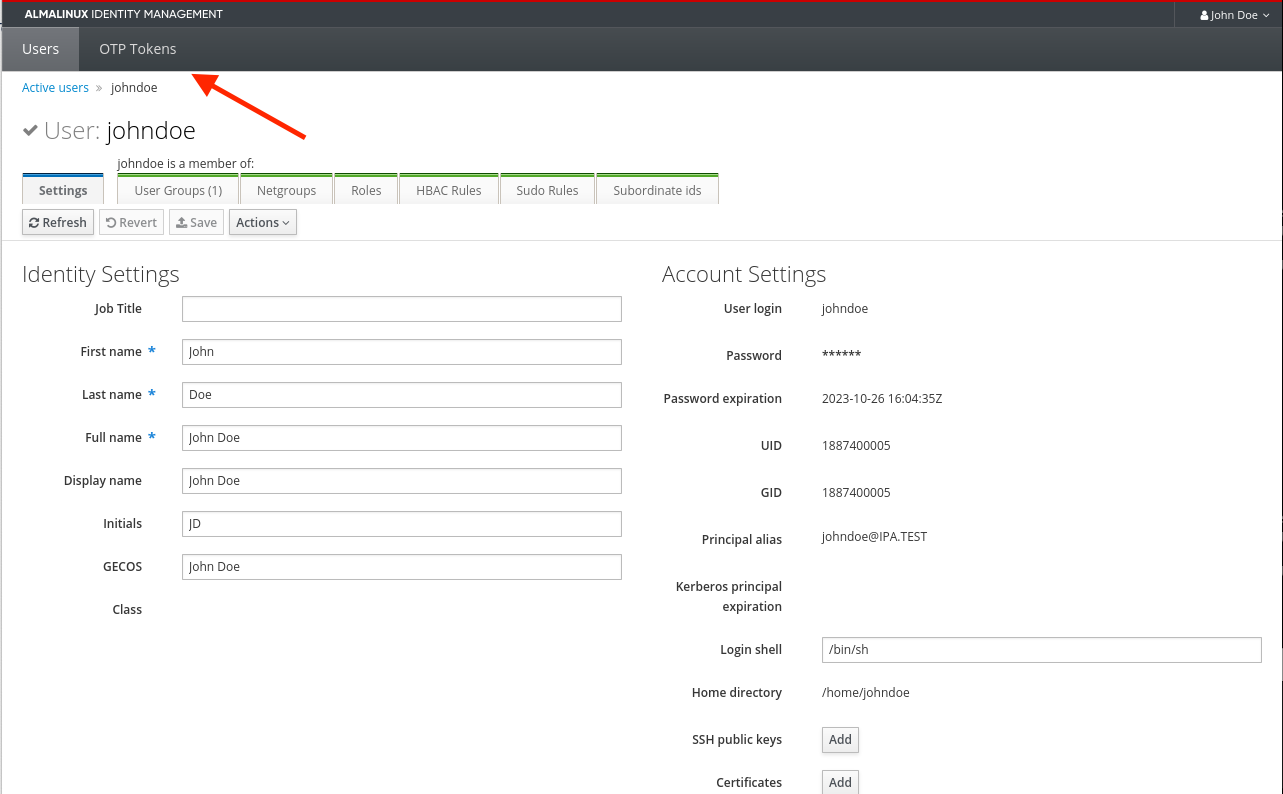 ALMALINUX IDENTITY MANAGEMENT
John Doe
Users
OTP Tokens
Active users » johndoe
User: johndoe
johndoe is a member of:
Settings
User Groups (1)
Netgroups
Roles
HBAC Rules
Sudo Rules
Subordinate ids
Refresh
Revert
Save
Actions
Identity Settings
Job Title
First name *
John
Last name *
Doe
Full name *
John Doe
Display name
John Doe
Initials
JD
GECOS
John Doe
Class
Account Settings
User login
johndoe
Password
******
Password expiration
2023-10-26 16:04:35Z
UID
1887400005
GID
1887400005
Principal alias
johndoe@IPA.TEST
Kerberos principal
expiration
Login shell
/bin/sh
Home directory
/home/johndoe
SSH public keys
Add
Certificates
Add